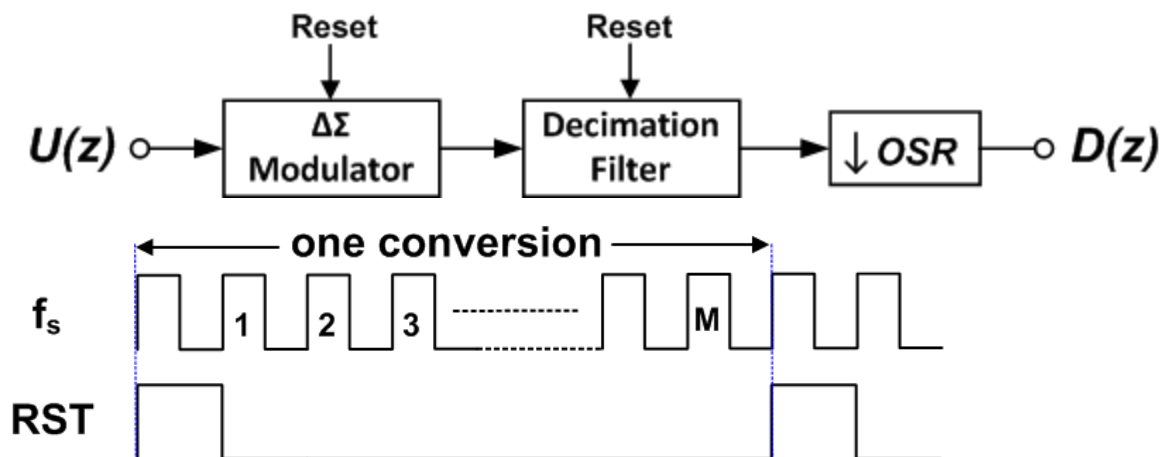 Reset Reset
U(z) ΔΣ Modulator Decimation Filter ↓ OSR D(z)
one conversion
fs 1 2 3 M
RST